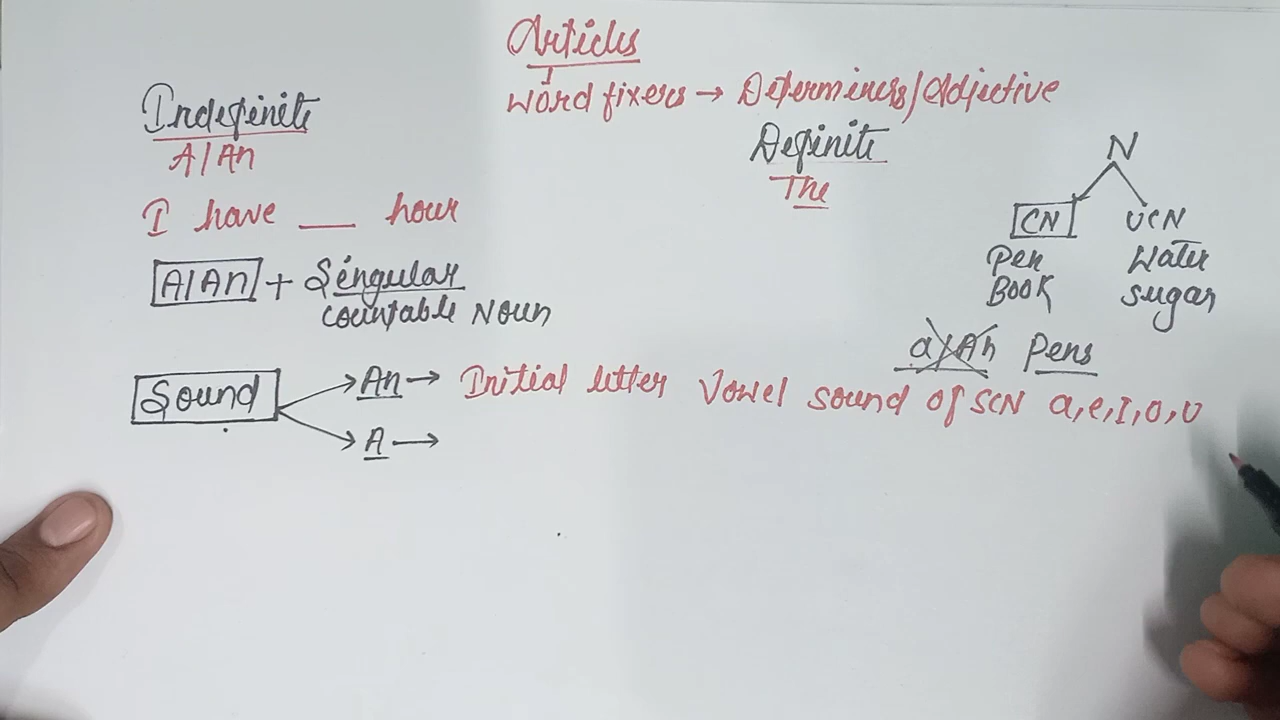 Articles
Word fixers → Determiners/Adjective
Indefinite
A/An
Definite
The
N
CN
UCN
Pen
Water
Book
Sugar
I have ___ hour
A/An + Singular
countable Noun
a/An Pens
Sound
An → Initial letter Vowel sound of SCN a, e, I, O, U
A →